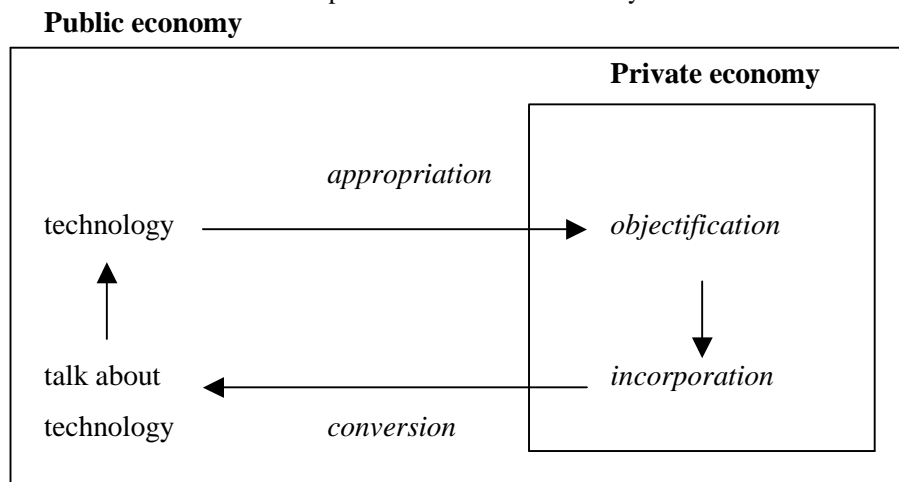 Public economy
Private economy
appropriation
technology
objectification
talk about
technology
incorporation
conversion